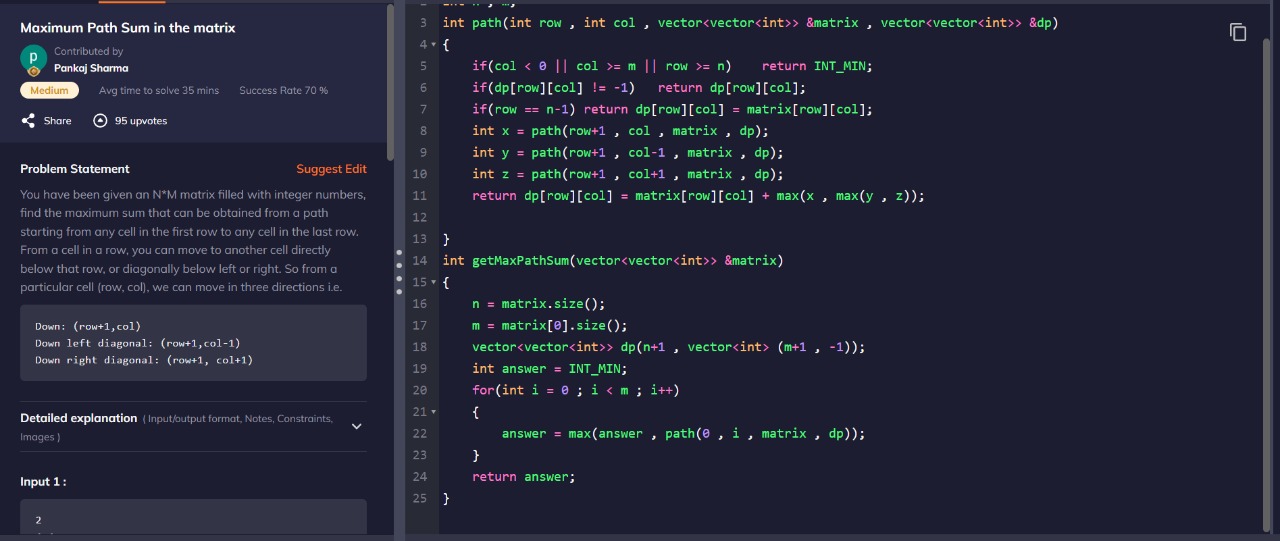 Maximum Path Sum in the matrix
p
Contributed by
Pankaj Sharma
Medium Avg time to solve 35 mins Success Rate 70 %
Share 95 upvotes
Problem Statement Suggest Edit
You have been given an N*M matrix filled with integer numbers,
find the maximum sum that can be obtained from a path
starting from any cell in the first row to any cell in the last row.
From a cell in a row, you can move to another cell directly
below that row, or diagonally below left or right. So from a
particular cell (row, col), we can move in three directions i.e.
Down: (row+1,col)
Down left diagonal: (row+1,col-1)
Down right diagonal: (row+1, col+1)
Detailed explanation ( Input/output format, Notes, Constraints,
Images )
Input 1 :
2
3 int path(int row , int col , vector<vector<int>> &matrix , vector<vector<int>> &dp)
4 {
5 if(col < 0 || col >= m || row >= n) return INT_MIN;
6 if(dp[row][col] != -1) return dp[row][col];
7 if(row == n-1) return dp[row][col] = matrix[row][col];
8 int x = path(row+1 , col , matrix , dp);
9 int y = path(row+1 , col-1 , matrix , dp);
10 int z = path(row+1 , col+1 , matrix , dp);
11 return dp[row][col] = matrix[row][col] + max(x , max(y , z));
12
13 }
14 int getMaxPathSum(vector<vector<int>> &matrix)
15 {
16 n = matrix.size();
17 m = matrix[0].size();
18 vector<vector<int>> dp(n+1 , vector<int> (m+1 , -1));
19 int answer = INT_MIN;
20 for(int i = 0 ; i < m ; i++)
21 {
22 answer = max(answer , path(0 , i , matrix , dp));
23 }
24 return answer;
25 }